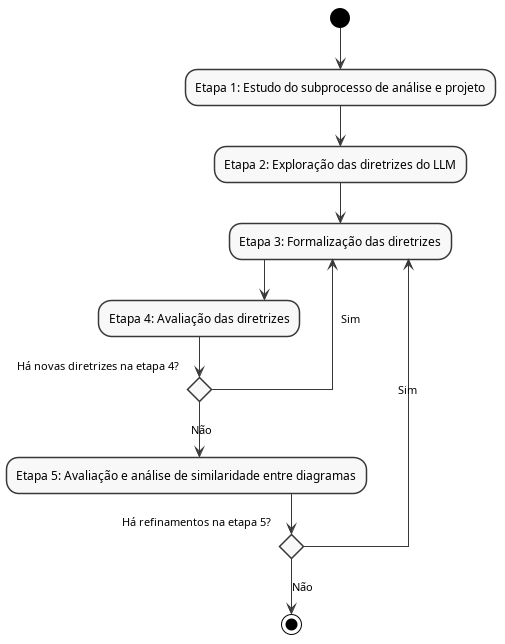 Etapa 1: Estudo do subprocesso de análise e projeto
Etapa 2: Exploração das diretrizes do LLM
Etapa 3: Formalização das diretrizes
Etapa 4: Avaliação das diretrizes
Sim
Há novas diretrizes na etapa 4?
Sim
Não
Etapa 5: Avaliação e análise de similaridade entre diagramas
Há refinamentos na etapa 5?
Não